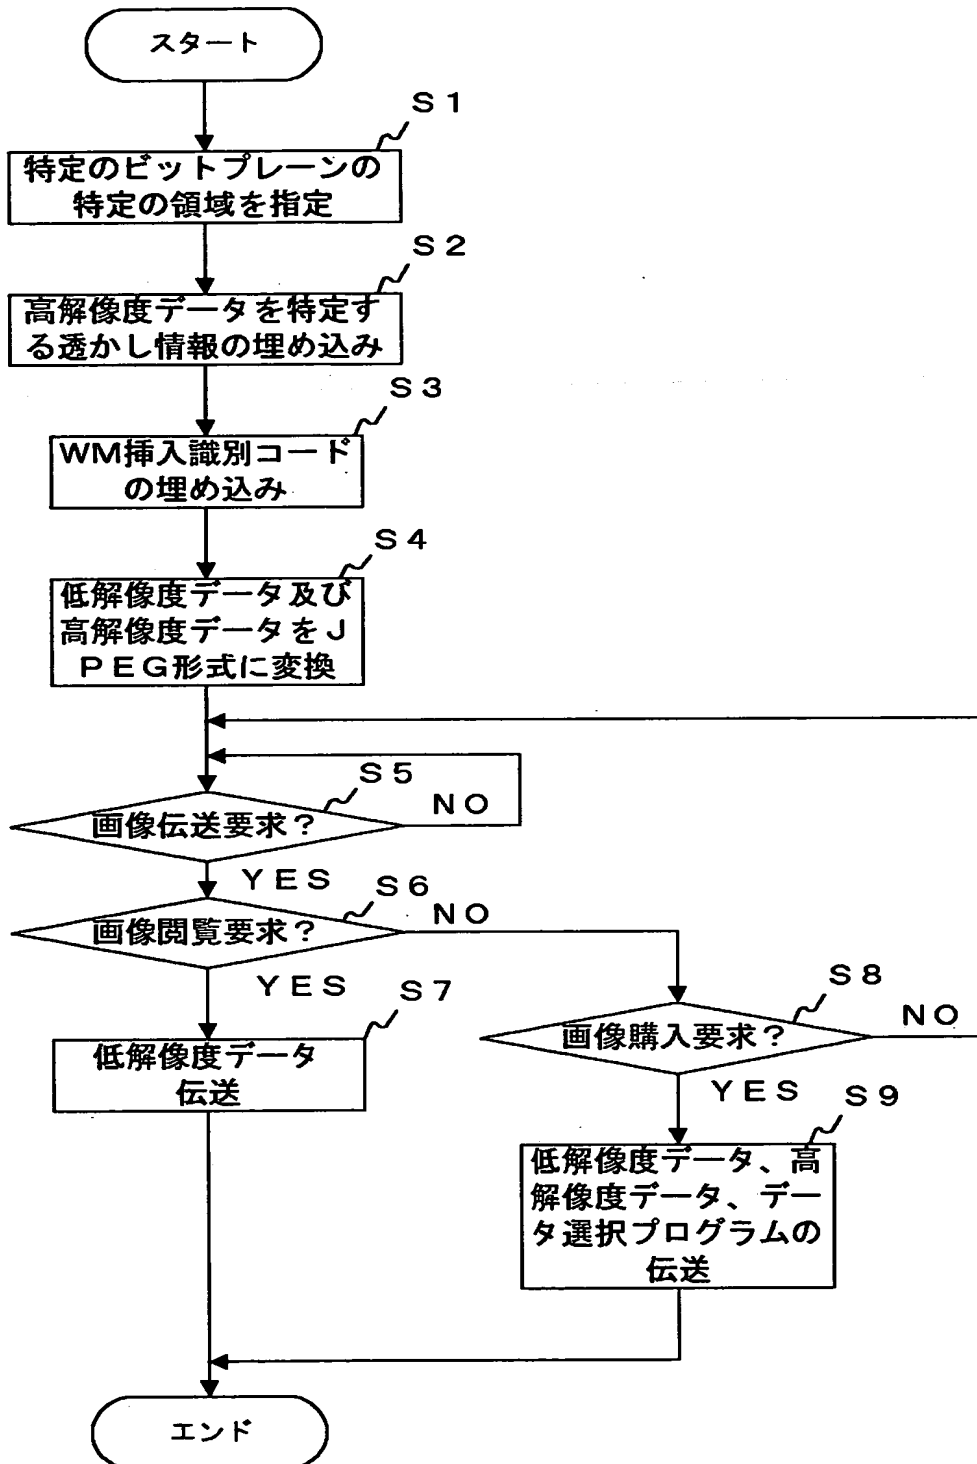 スタート
S1
特定のビットプレーンの
特定の領域を指定
S2
高解像度データを特定す
る透かし情報の埋め込み
S3
WM挿入識別コード
の埋め込み
S4
低解像度データ及び
高解像度データをJ
PEG形式に変換
S5
画像伝送要求?
NO
YES
S6
画像閲覧要求?
NO
YES
S7
低解像度データ
伝送
S8
画像購入要求?
NO
YES
S9
低解像度データ、高
解像度データ、デー
タ選択プログラムの
伝送
エンド